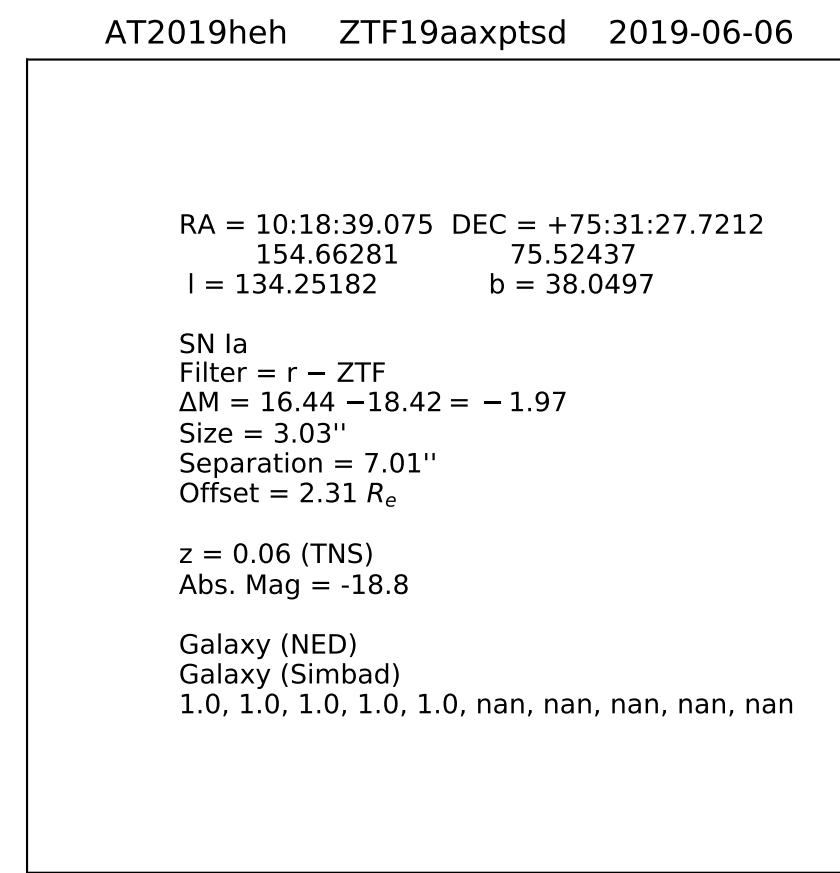 AT2019heh ZTF19aaxptsd 2019-06-06
RA = 10:18:39.075 DEC = +75:31:27.7212
154.66281 75.52437
l = 134.25182 b = 38.0497
SN Ia
Filter = r − ZTF
ΔM = 16.44 −18.42 = −1.97
Size = 3.03''
Separation = 7.01''
Offset = 2.31 Re
z = 0.06 (TNS)
Abs. Mag = -18.8
Galaxy (NED)
Galaxy (Simbad)
1.0, 1.0, 1.0, 1.0, 1.0, nan, nan, nan, nan, nan